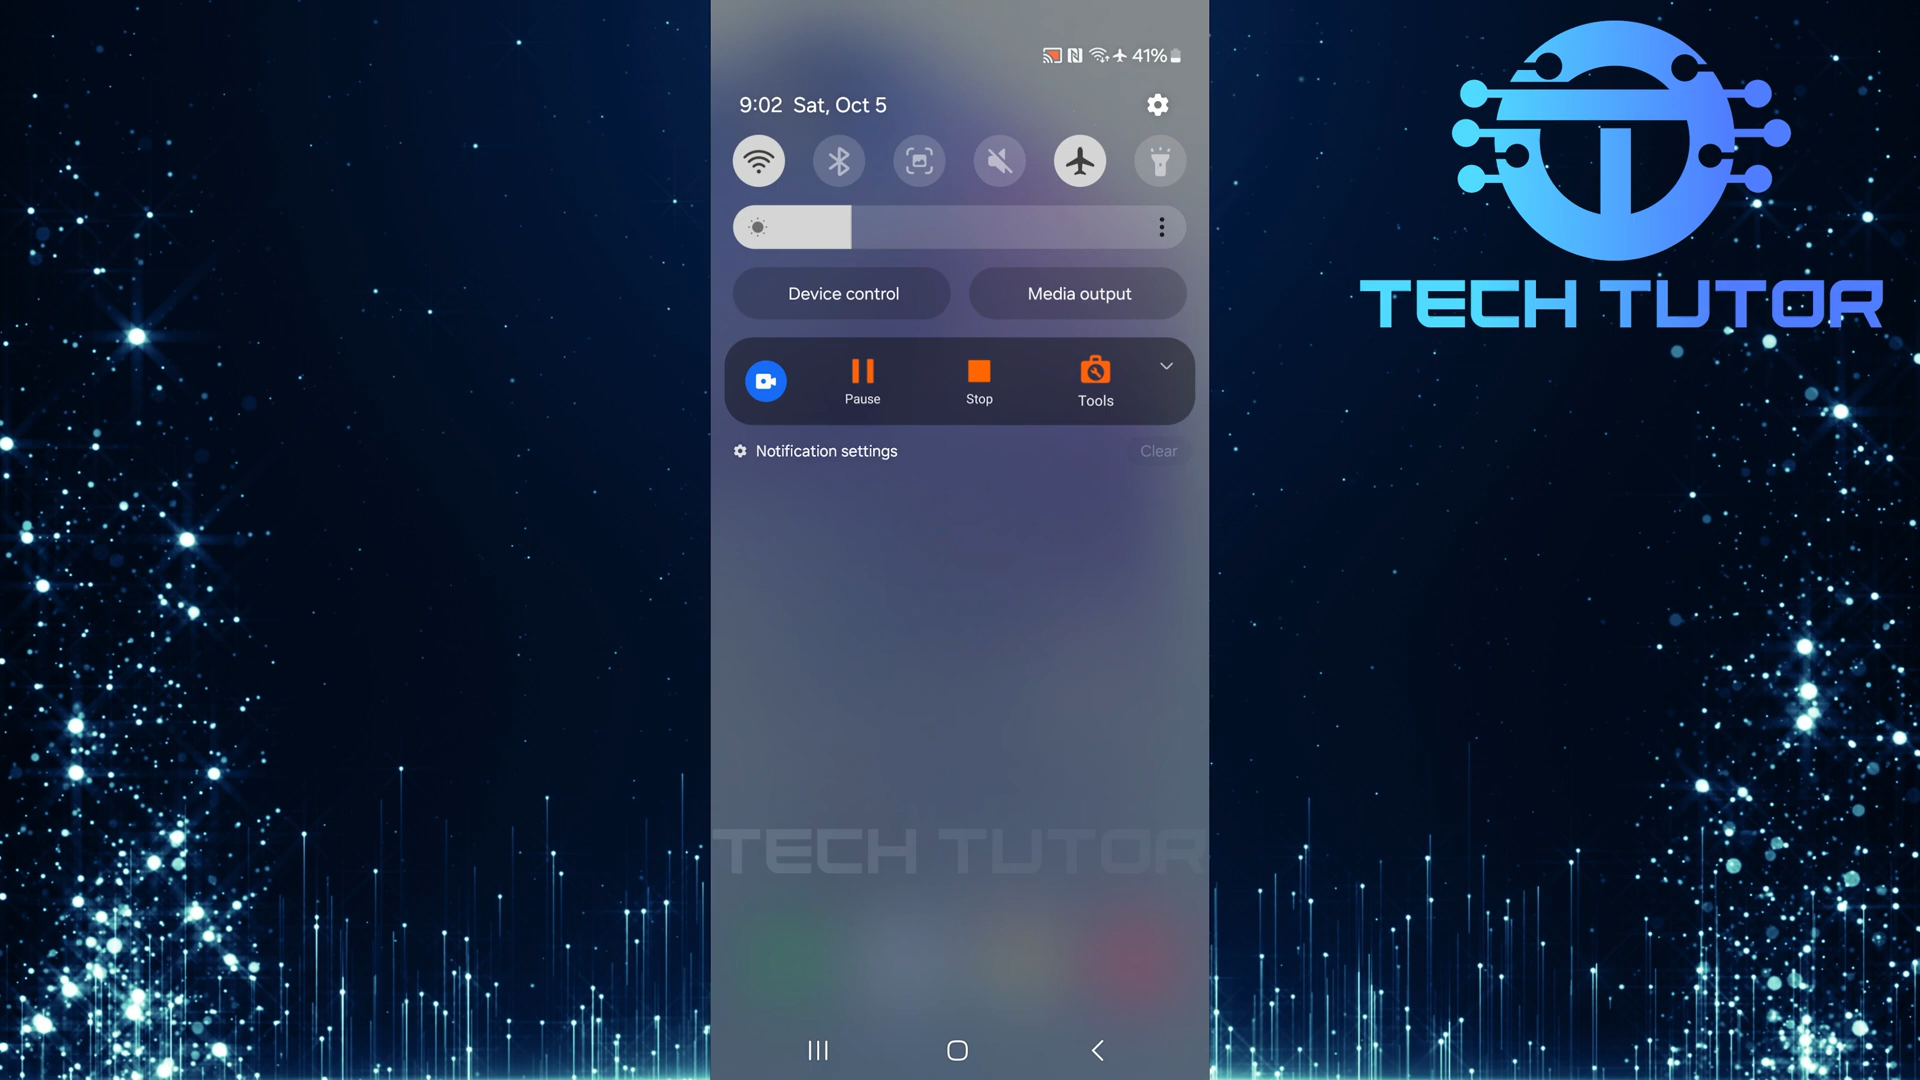 41%
9:02 Sat, Oct 5
Device control Media output
Pause Stop Tools
Notification settings Clear
TECH TUTOR
TECH TUTOR